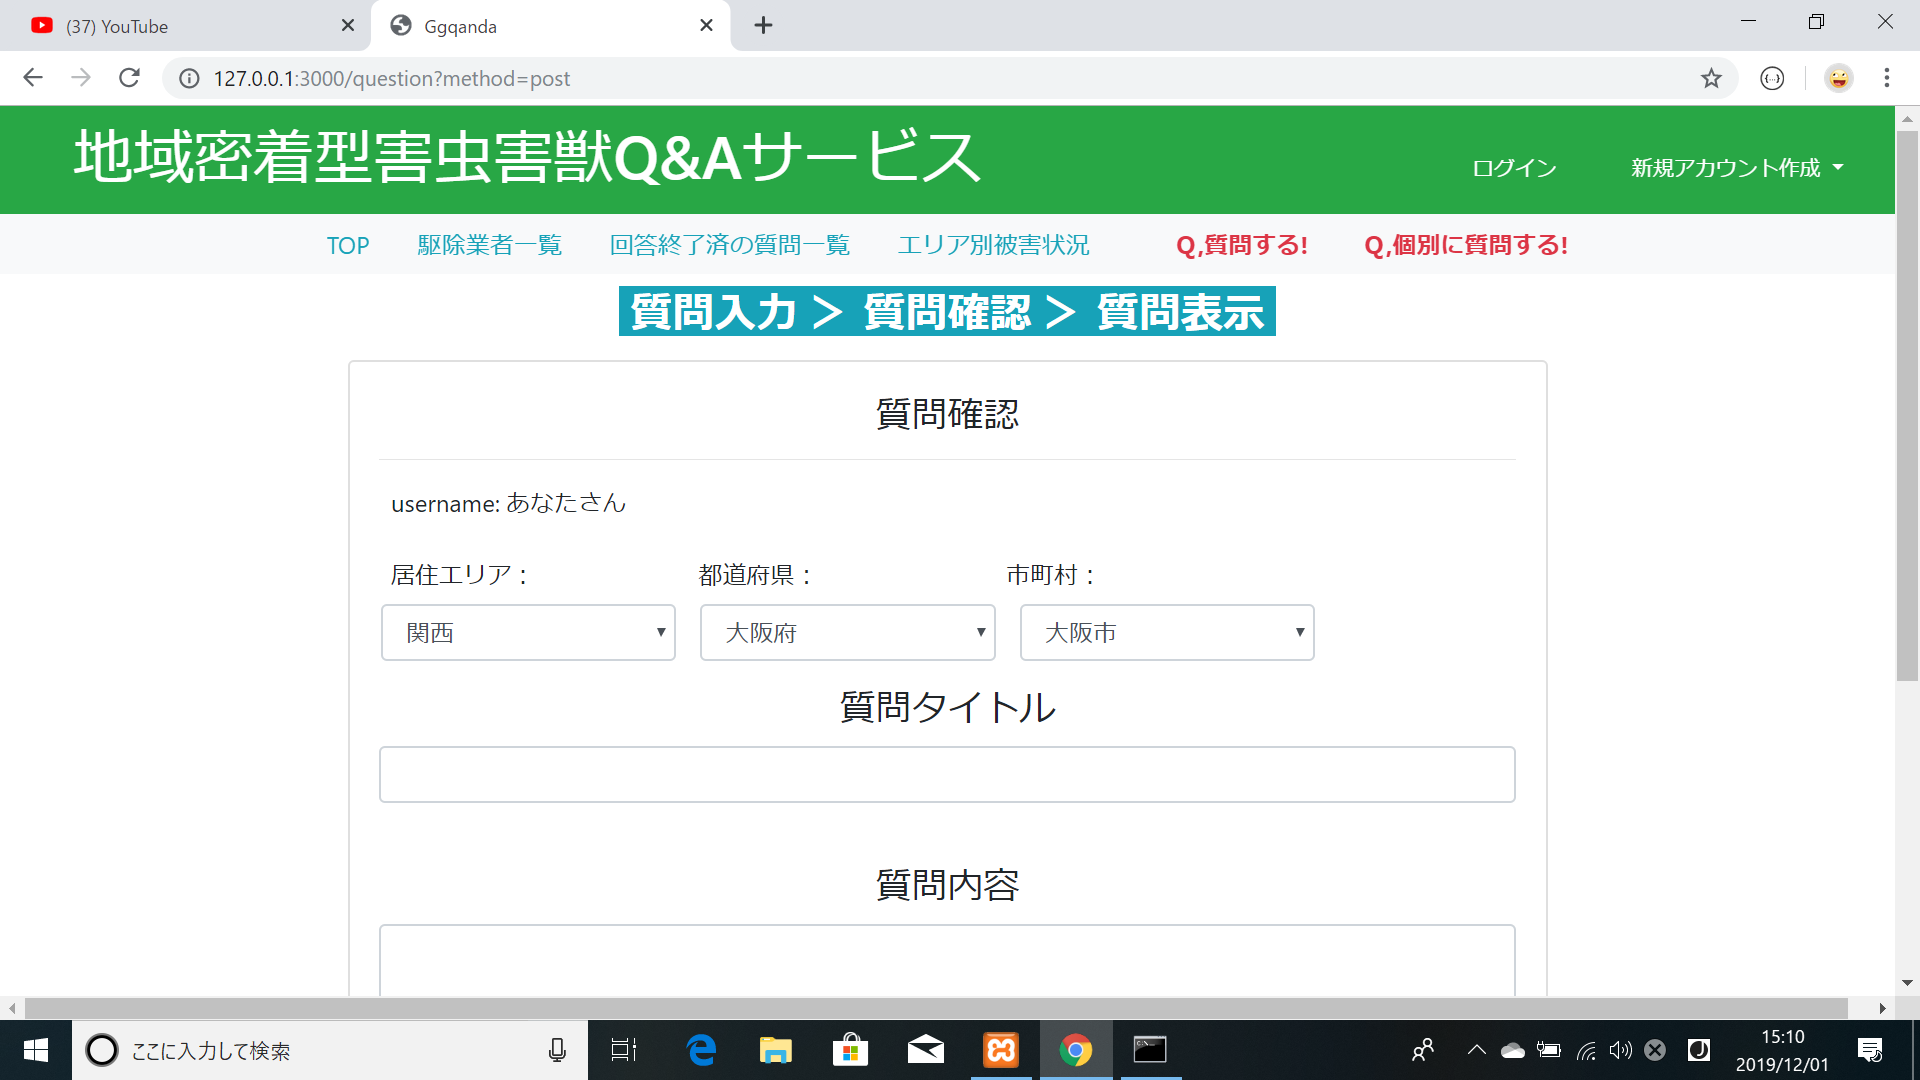 (37) YouTube
Ggqanda
127.0.0.1:3000/question?method=post
地域密着型害虫害獣Q&Aサービス
ログイン
新規アカウント作成
TOP 駆除業者一覧 回答終了済の質問一覧 エリア別被害状況 Q,質問する! Q,個別に質問する!
質問入力 ＞ 質問確認 ＞ 質問表示
質問確認
username: あなたさん
居住エリア： 都道府県： 市町村：
関西 大阪府 大阪市
質問タイトル
質問内容
ここに入力して検索
15:10
2019/12/01